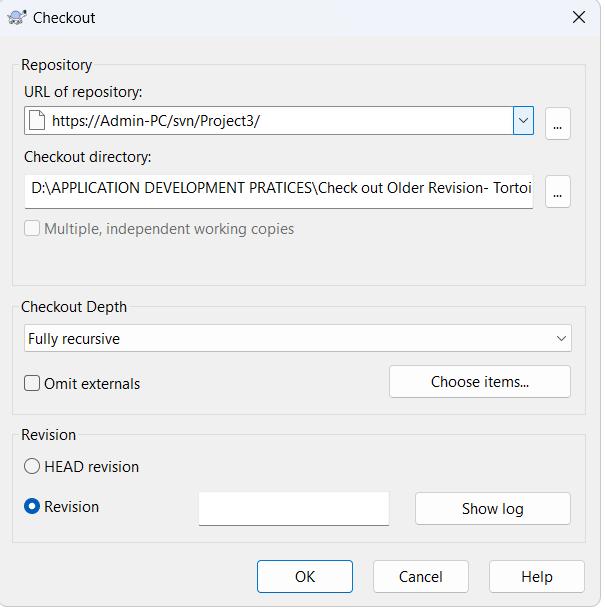 Checkout
Repository
URL of repository:
https://Admin-PC/svn/Project3/
...
Checkout directory:
D:\APPLICATION DEVELOPMENT PRATICES\Check out Older Revision- Tortoi
...
Multiple, independent working copies
Checkout Depth
Fully recursive
Omit externals
Choose items...
Revision
HEAD revision
Revision
Show log
OK
Cancel
Help